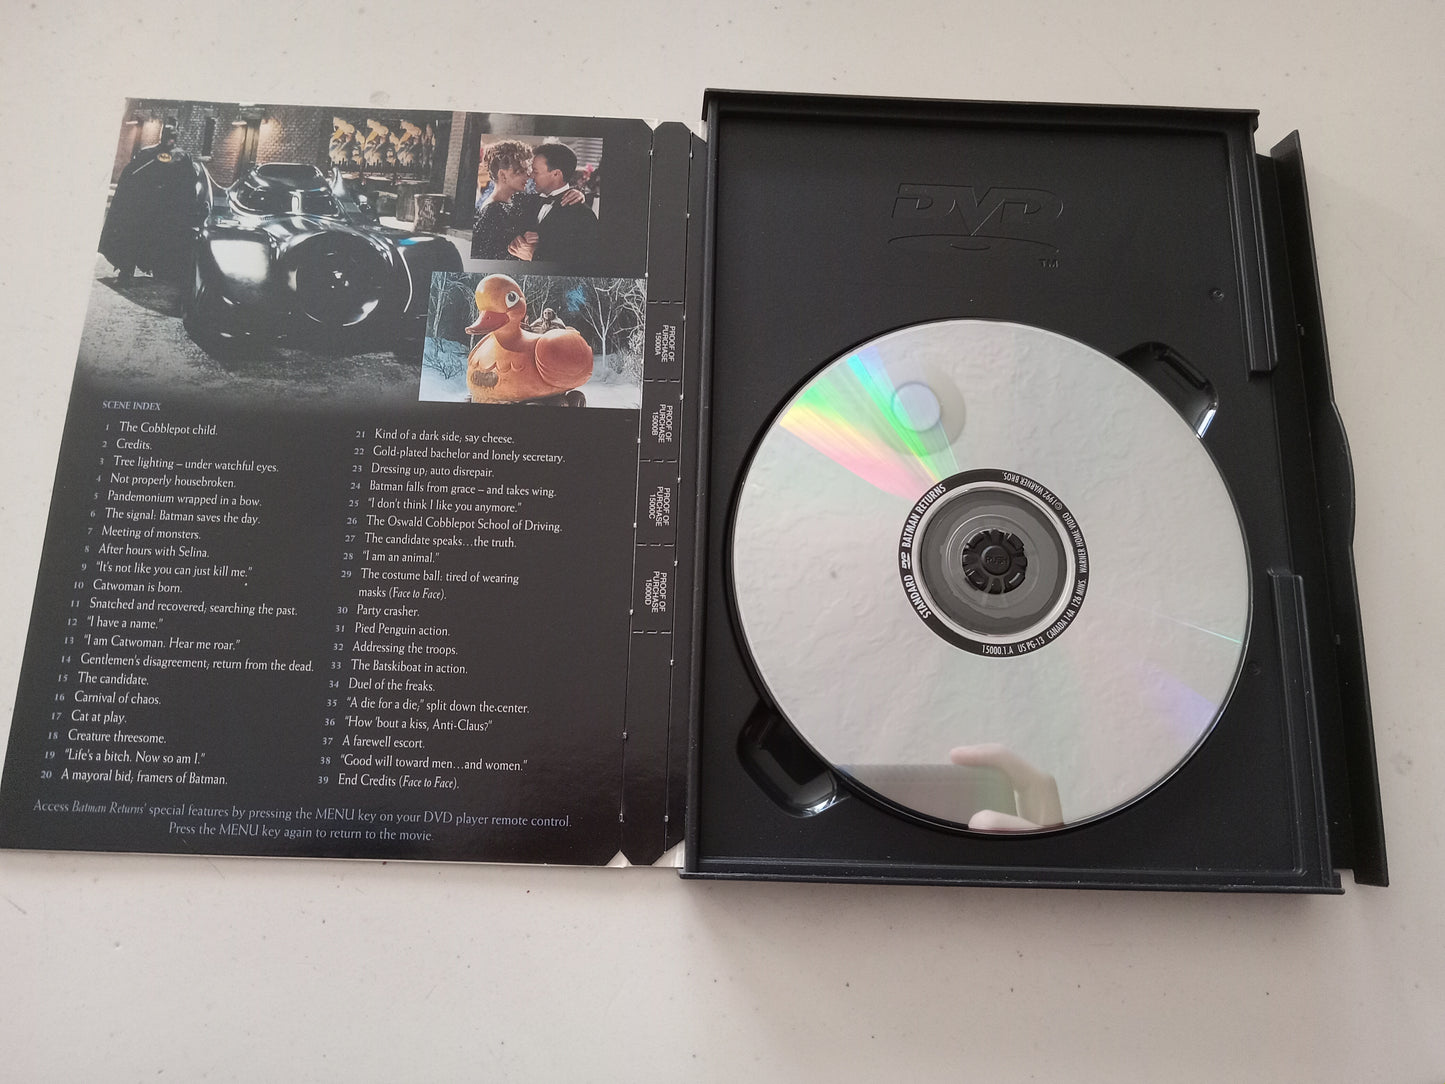 SCENE INDEX
1 The Cobblepot child.
2 Credits.
3 Tree lighting – under watchful eyes.
4 Not properly housebroken.
5 Pandemonium wrapped in a bow.
6 The signal: Batman saves the day.
7 Meeting of monsters.
8 After hours with Selina.
9 "It's not like you can just kill me."
10 Catwoman is born.
11 Snatched and recovered; searching the past.
12 "I have a name."
13 "I am Catwoman. Hear me roar."
14 Gentlemen's disagreement; return from the dead.
15 The candidate.
16 Carnival of chaos.
17 Cat at play.
18 Creature threesome.
19 "Life's a bitch. Now so am I."
20 A mayoral bid; framers of Batman.
21 Kind of a dark side; say cheese.
22 Gold-plated bachelor and lonely secretary.
23 Dressing up; auto disrepair.
24 Batman falls from grace – and takes wing.
25 "I don't think I like you anymore."
26 The Oswald Cobblepot School of Driving.
27 The candidate speaks...the truth.
28 "I am an animal."
29 The costume ball: tired of wearing
masks (Face to Face).
30 Party crasher.
31 Pied Penguin action.
32 Addressing the troops.
33 The Batskiboat in action.
34 Duel of the freaks.
35 "A die for a die;" split down the center.
36 "How 'bout a kiss, Anti-Claus?"
37 A farewell escort.
38 "Good will toward men...and women."
39 End Credits (Face to Face).
Access Batman Returns' special features by pressing the MENU key on your DVD player remote control.
Press the MENU key again to return to the movie.
PROOF OF
PURCHASE
15000A
PROOF OF
PURCHASE
15000B
PROOF OF
PURCHASE
15000C
PROOF OF
PURCHASE
15000D
DVD
TM
STANDARD DVD BATMAN RETURNS
© 1992 WARNER BROS.
15000.1.A US PG-13 CANADA 14A 126 MINS. WARNER HOME VIDEO